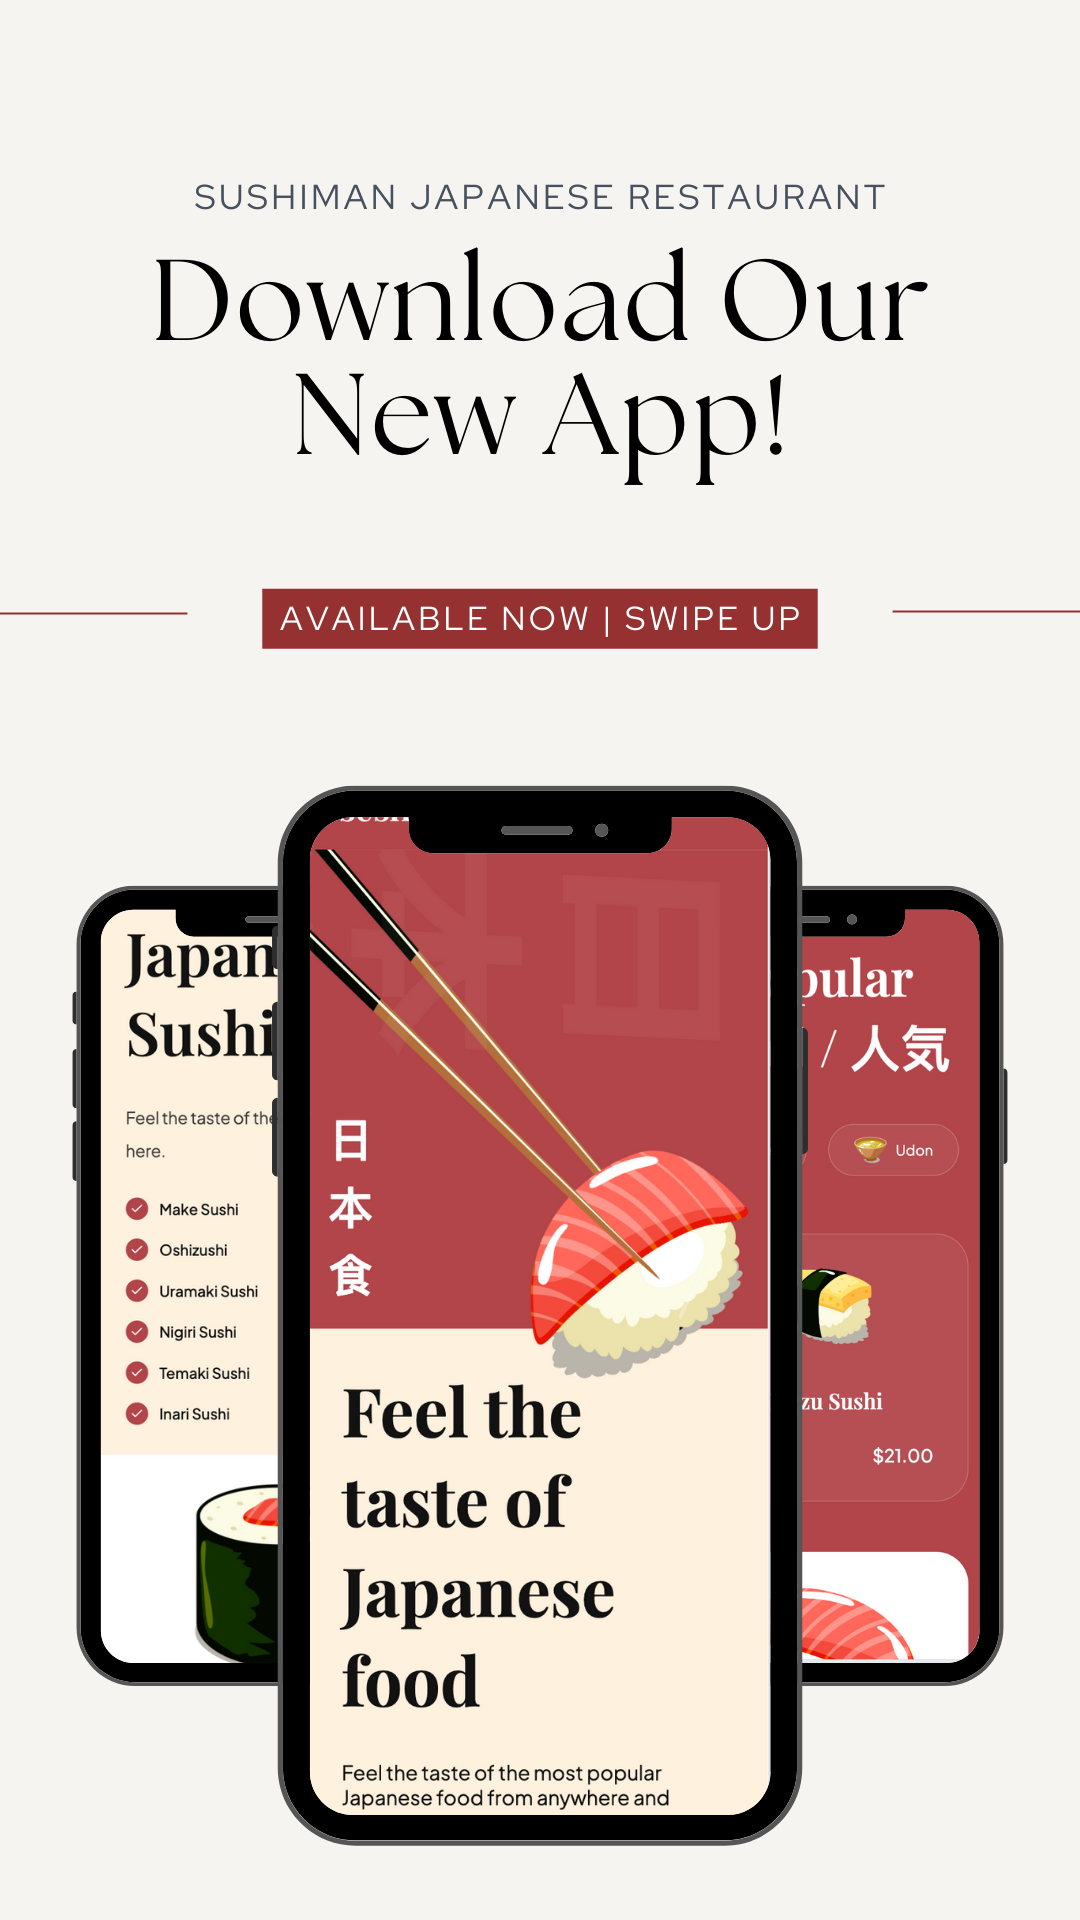 SUSHIMAN JAPANESE RESTAURANT
Download Our
New App!
AVAILABLE NOW | SWIPE UP
Japan
Sushi
Feel the taste of the
here.
Make Sushi
Oshizushi
Uramaki Sushi
Nigiri Sushi
Temaki Sushi
Inari Sushi
日
本
食
Feel the
taste of
Japanese
food
Feel the taste of the most popular
Japanese food from anywhere and
pular
/ 人気
Udon
zu Sushi
$21.00